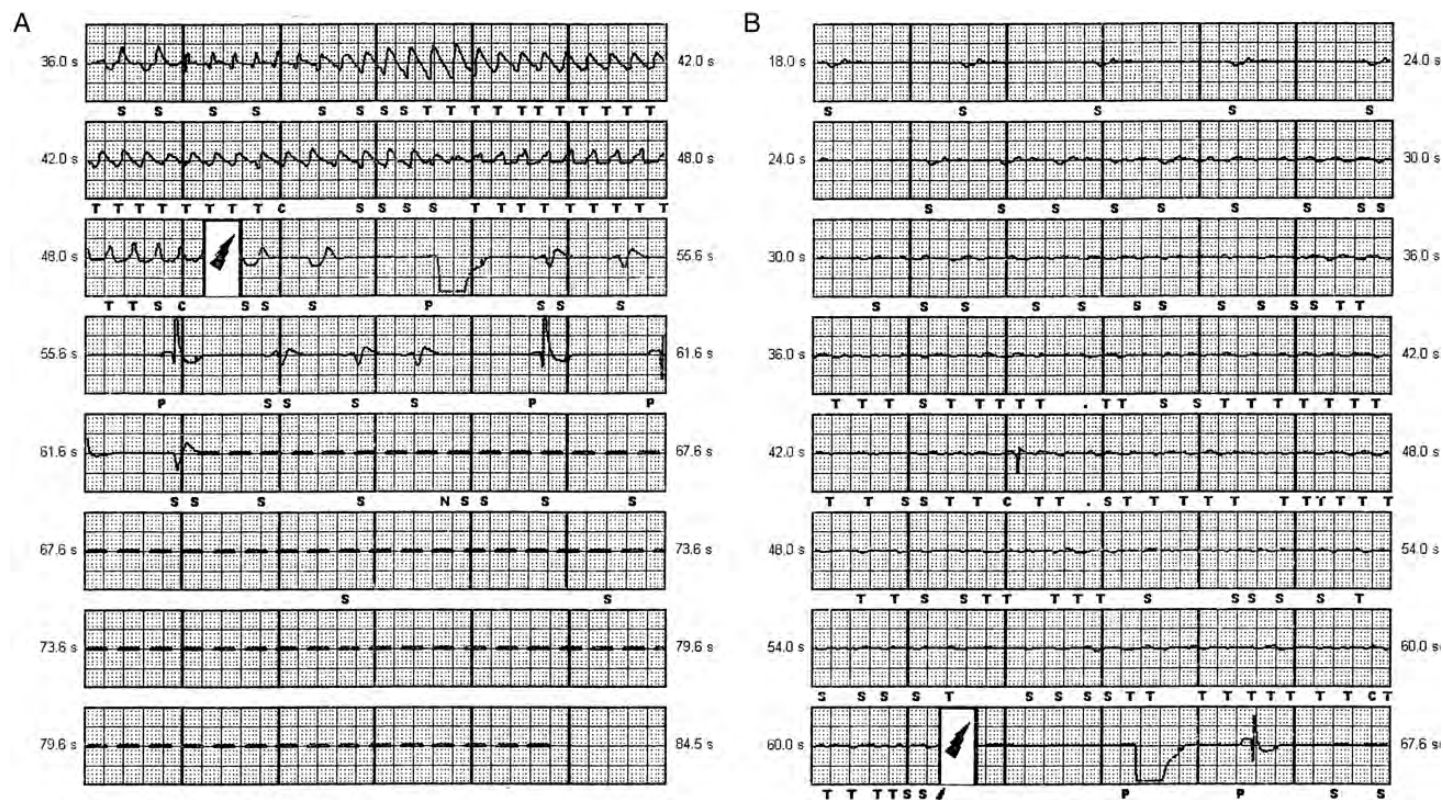 A
36.0 s 42.0 s
S S S S S S S S T T T T T T T T T T T
42.0 s 48.0 s
T T T T T T T T C S S S S T T T T T T T T T
48.0 s 55.6 s
T T S C S S S P S S S
55.6 s 61.6 s
P S S S S P P
61.6 s 67.6 s
S S S S N S S S S
67.6 s 73.6 s
S S
73.6 s 79.6 s
79.6 s 84.5 s
B
18.0 s 24.0 s
S S S S S
24.0 s 30.0 s
S S S S S S S S S
30.0 s 36.0 s
S S S S S S S S S S S T T
36.0 s 42.0 s
T T T S T T T T T . T T S S T T T T T T T
42.0 s 48.0 s
T T S S T T C T T . S T T T T T T T T T T T
48.0 s 54.0 s
T T S S T T T T T S S S S S T
54.0 s 60.0 s
S S S S T S S S S T T T T T T T T T C T
60.0 s 67.6 s
T T T T S S P P S S